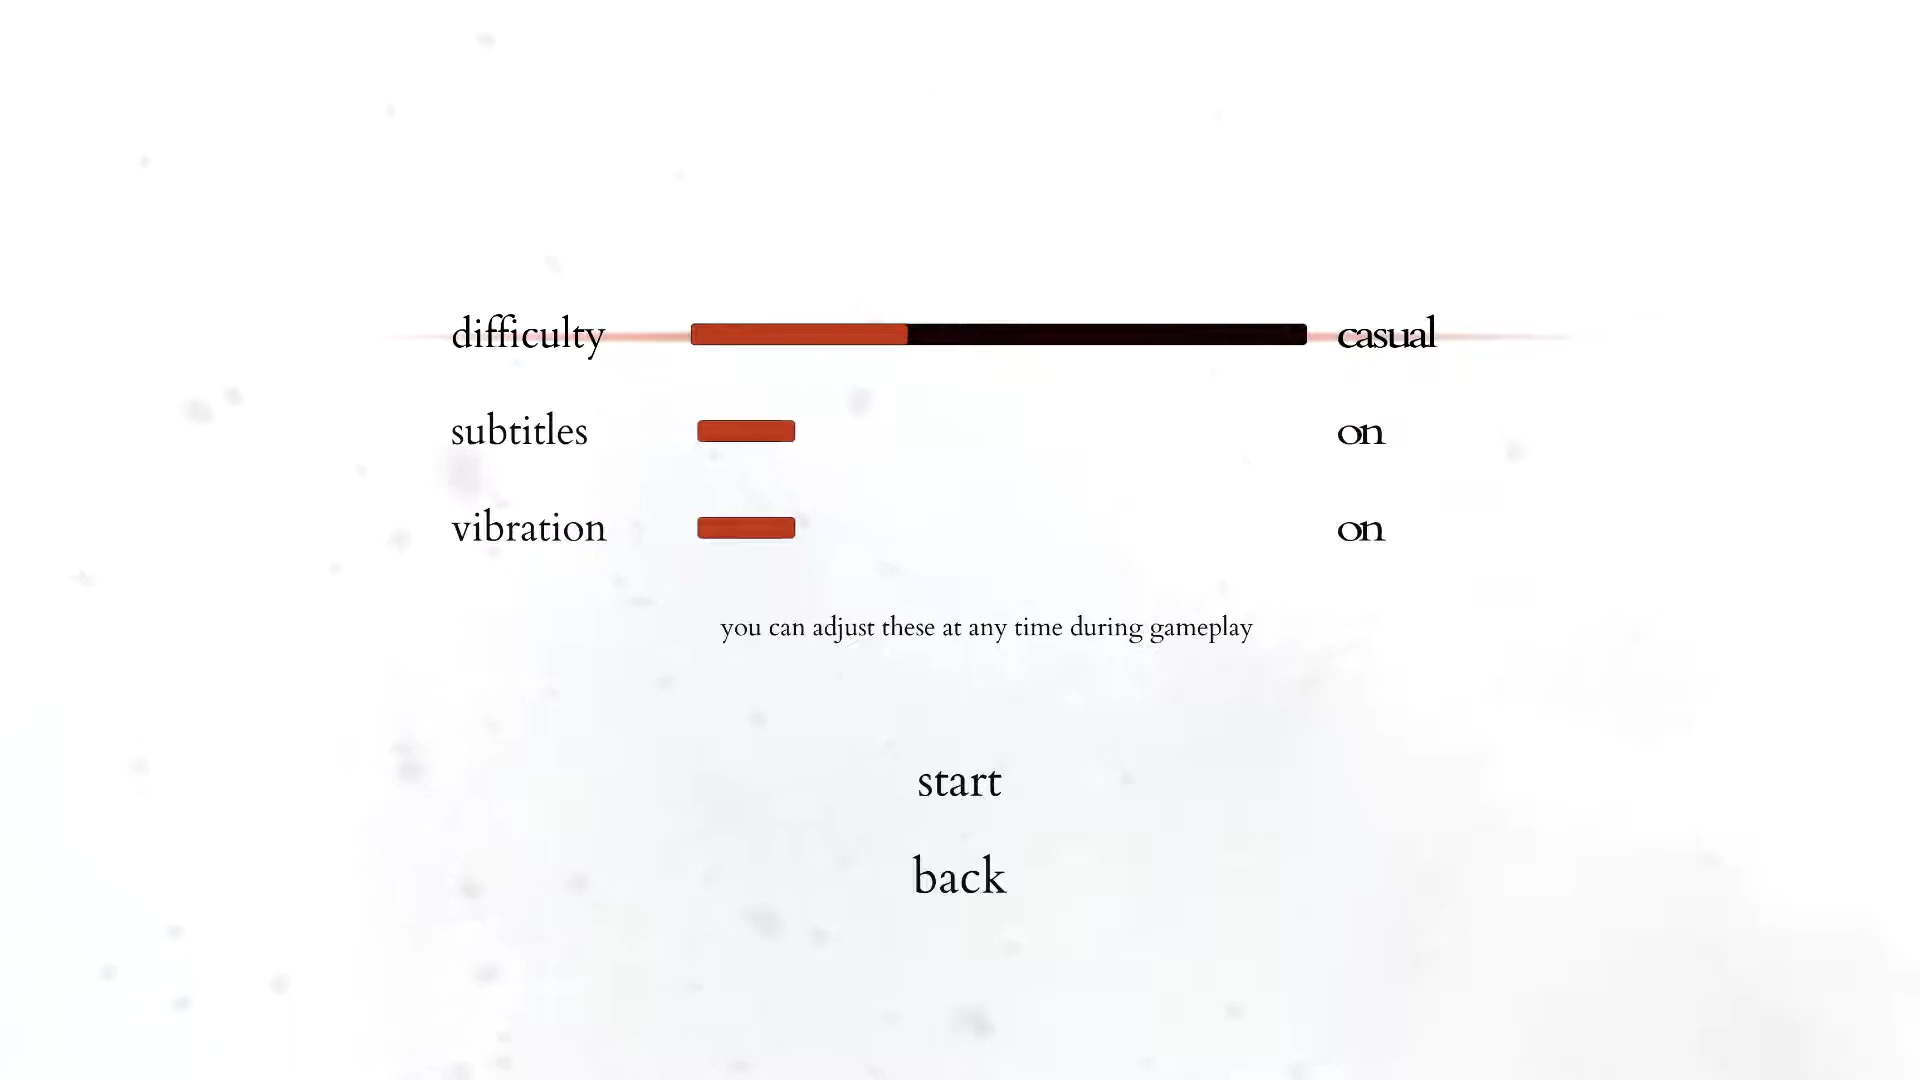 difficulty casual
subtitles on
vibration on
you can adjust these at any time during gameplay
start
back